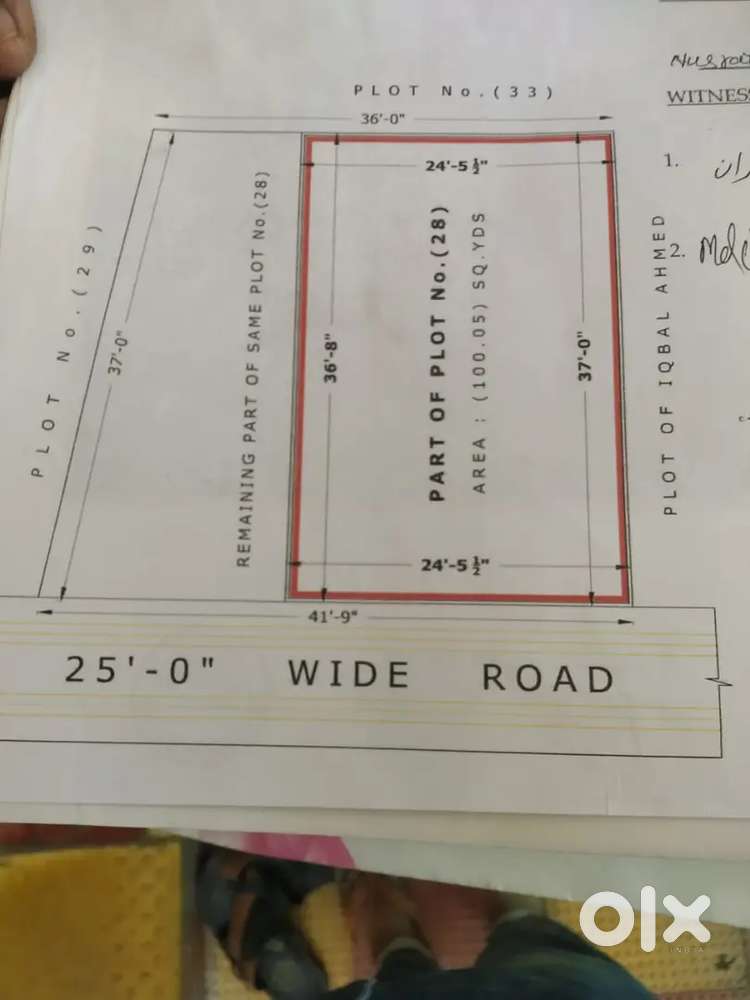 WITNESS
PLOT No.(33)
36'-0"
1.
24'-5 ½"
2.
PLOT No.(29)
37'-0"
REMAINING PART OF SAME PLOT No.(28)
36'-8"
PART OF PLOT No.(28)
AREA : (100.05) SQ.YDS
37'-0"
PLOT OF IQBAL AHMED
24'-5 ½"
41'-9"
25'-0" WIDE ROAD
olx
INDIA